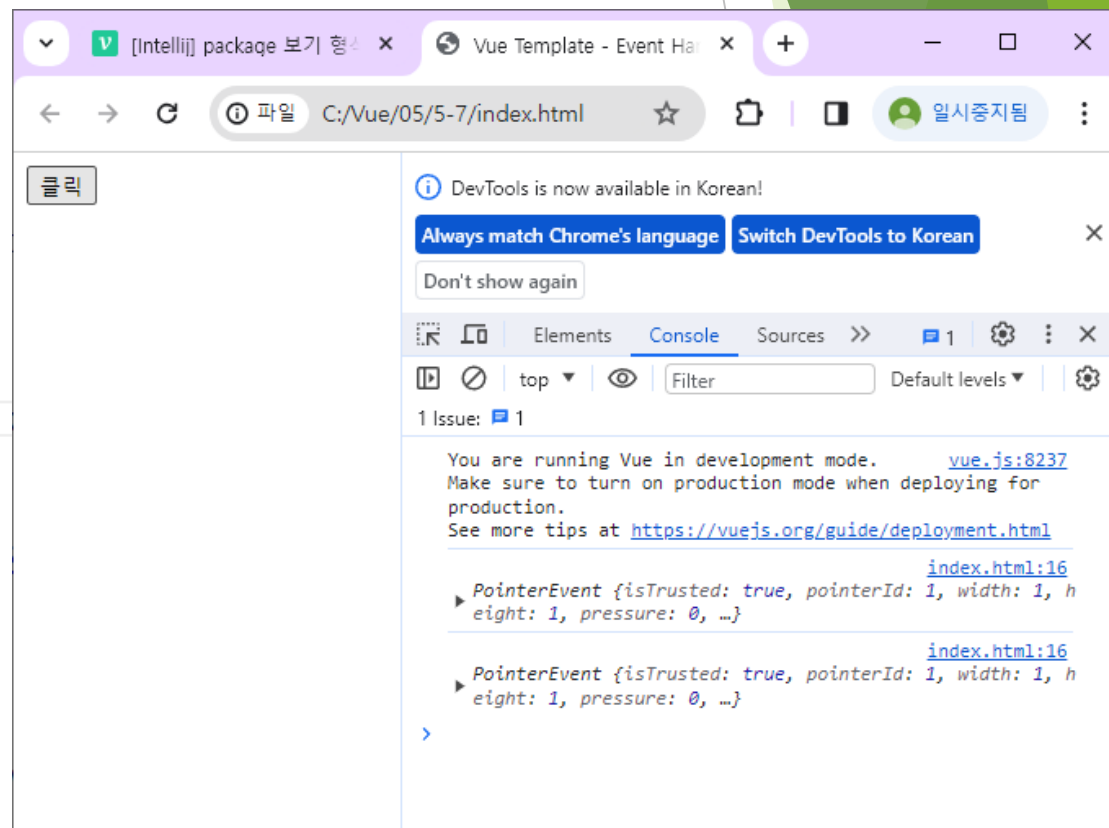 [Intellij] package 보기 형식
Vue Template - Event Har
파일 C:/Vue/05/5-7/index.html
일시중지됨
클릭
DevTools is now available in Korean!
Always match Chrome's language Switch DevTools to Korean
Don't show again
Elements Console Sources 1
top Filter Default levels
1 Issue: 1
You are running Vue in development mode. vue.js:8237
Make sure to turn on production mode when deploying for
production.
See more tips at https://vuejs.org/guide/deployment.html
index.html:16
PointerEvent {isTrusted: true, pointerId: 1, width: 1, h
eight: 1, pressure: 0, …}
index.html:16
PointerEvent {isTrusted: true, pointerId: 1, width: 1, h
eight: 1, pressure: 0, …}